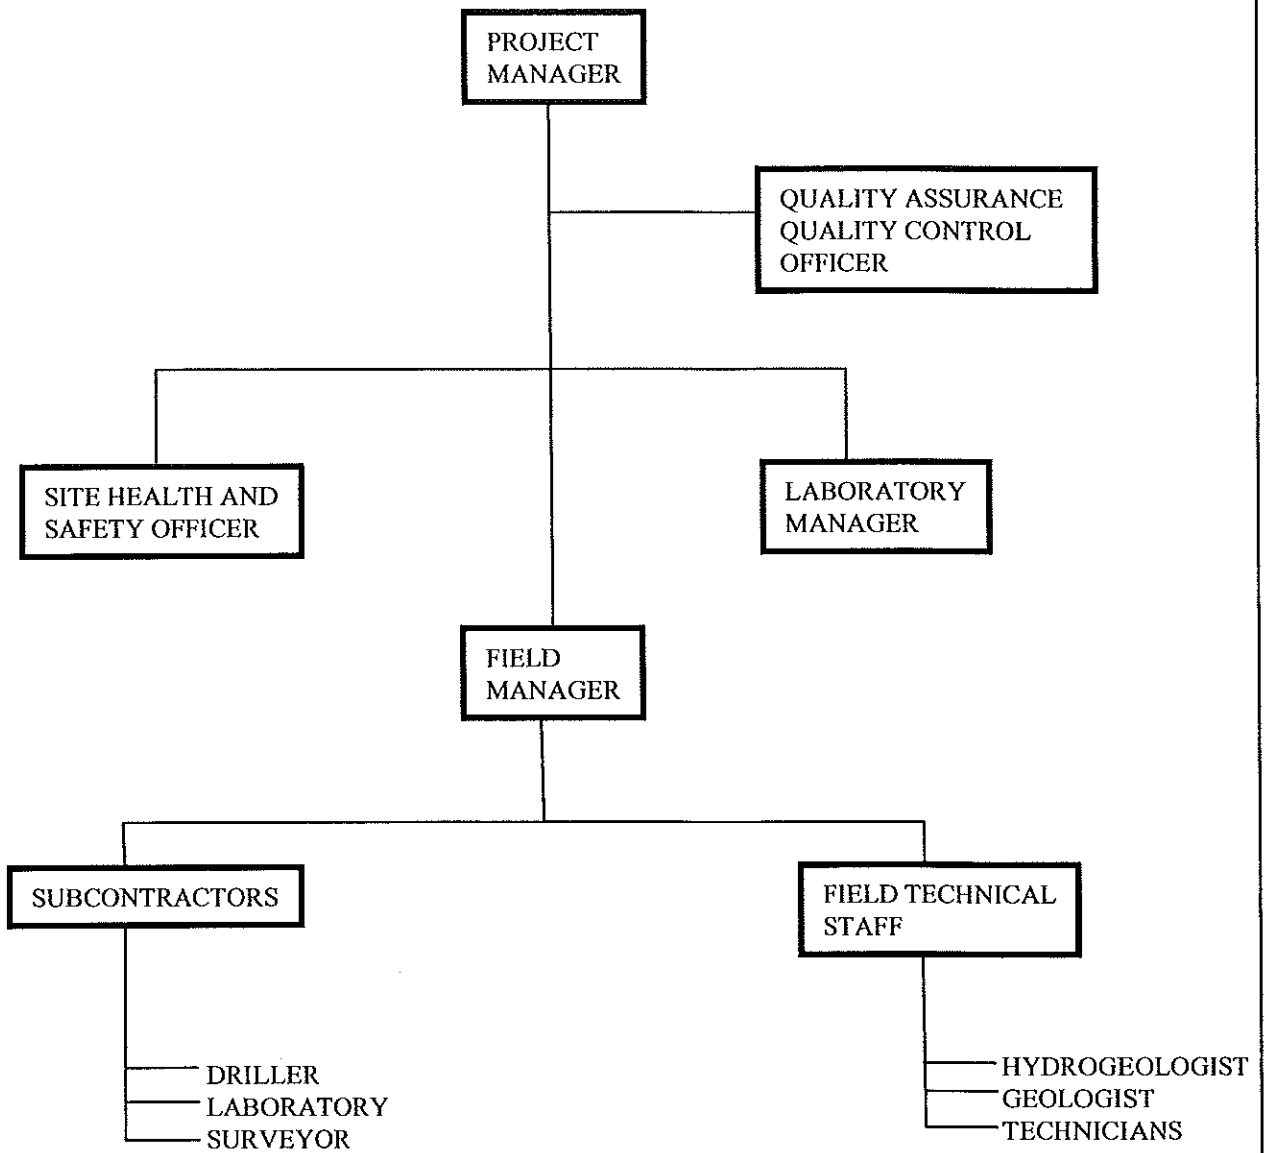 PROJECT
MANAGER
QUALITY ASSURANCE
QUALITY CONTROL
OFFICER
SITE HEALTH AND
SAFETY OFFICER
LABORATORY
MANAGER
FIELD
MANAGER
SUBCONTRACTORS
FIELD TECHNICAL
STAFF
DRILLER
LABORATORY
SURVEYOR
HYDROGEOLOGIST
GEOLOGIST
TECHNICIANS